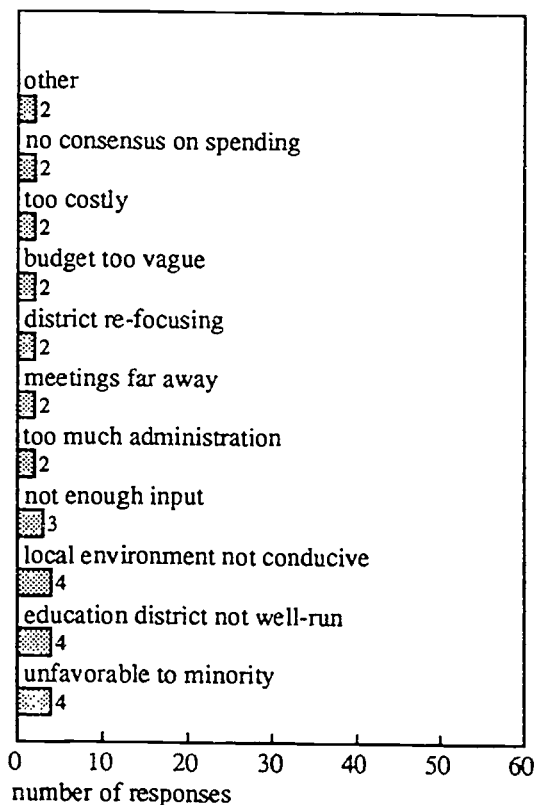 other
2
no consensus on spending
2
too costly
2
budget too vague
2
district re-focusing
2
meetings far away
2
too much administration
2
not enough input
3
local environment not conducive
4
education district not well-run
4
unfavorable to minority
4
0 10 20 30 40 50 60
number of responses